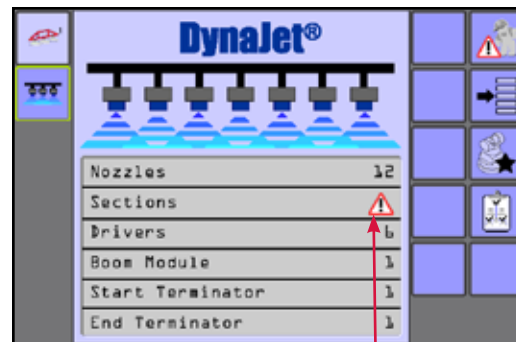 DynaJet®
Nozzles 12
Sections
Drivers 6
Boom Module 1
Start Terminator 1
End Terminator 1